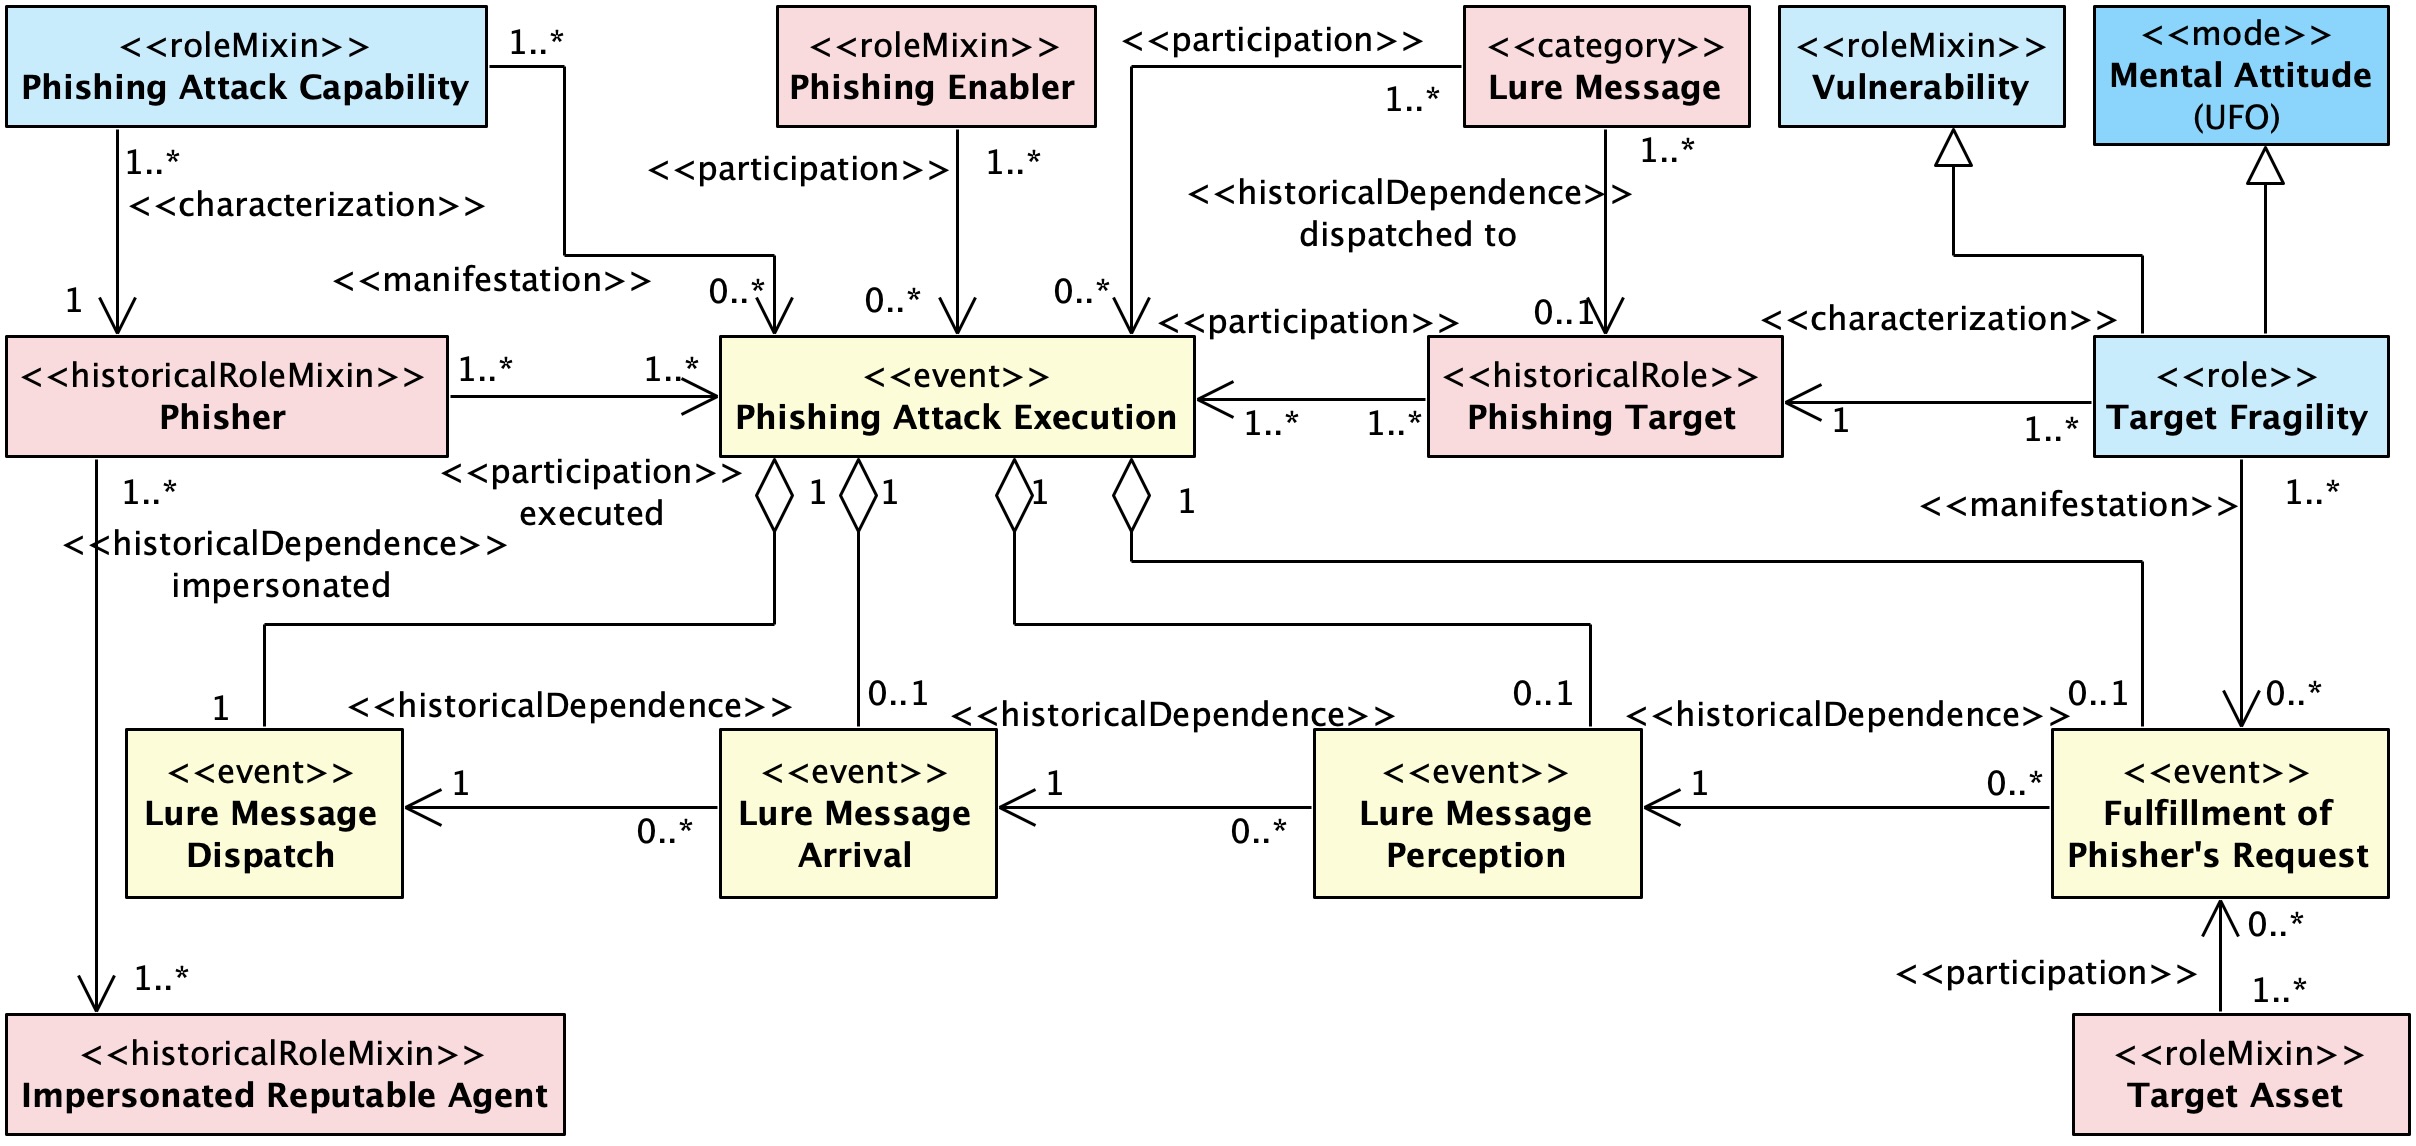 <<roleMixin>>
Phishing Attack Capability
1..*
<<roleMixin>>
Phishing Enabler
<<participation>>
1..*
<<category>>
Lure Message
<<roleMixin>>
Vulnerability
<<mode>>
Mental Attitude
(UFO)
1..*
<<characterization>>
<<participation>>
1..*
1..*
<<historicalDependence>>
dispatched to
1
<<manifestation>>
0..*
0..*
0..*
<<participation>>
0..1
<<characterization>>
<<historicalRoleMixin>>
Phisher
1..*
1..*
<<event>>
Phishing Attack Execution
1..*
1..*
<<historicalRole>>
Phishing Target
1
1..*
<<role>>
Target Fragility
1..*
<<participation>>
executed
1
1
1
1
<<manifestation>>
1..*
<<historicalDependence>>
impersonated
1
<<historicalDependence>>
0..1
<<historicalDependence>>
0..1
<<historicalDependence>>
0..1
0..*
<<event>>
Lure Message
Dispatch
1
0..*
<<event>>
Lure Message
Arrival
1
0..*
<<event>>
Lure Message
Perception
1
0..*
<<event>>
Fulfillment of
Phisher's Request
1..*
0..*
<<participation>>
1..*
<<historicalRoleMixin>>
Impersonated Reputable Agent
<<roleMixin>>
Target Asset